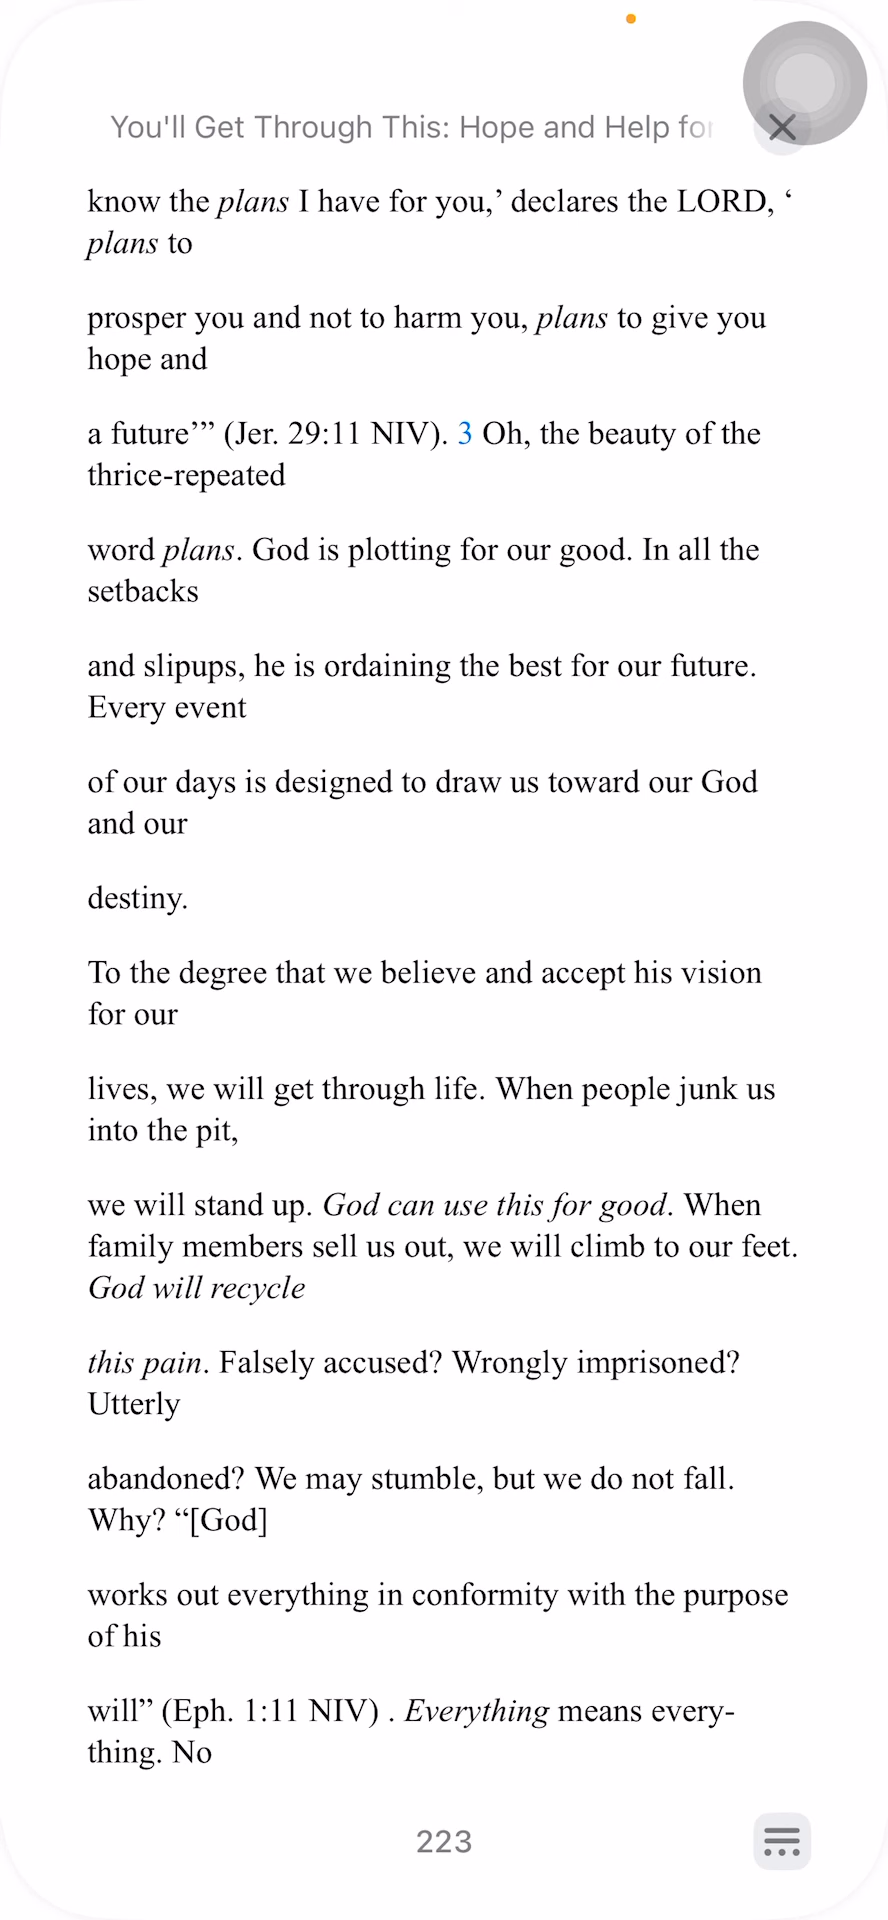 You'll Get Through This: Hope and Help for
know the plans I have for you,’ declares the LORD, ‘
plans to
prosper you and not to harm you, plans to give you
hope and
a future’” (Jer. 29:11 NIV). 3 Oh, the beauty of the
thrice-repeated
word plans. God is plotting for our good. In all the
setbacks
and slipups, he is ordaining the best for our future.
Every event
of our days is designed to draw us toward our God
and our
destiny.
To the degree that we believe and accept his vision
for our
lives, we will get through life. When people junk us
into the pit,
we will stand up. God can use this for good. When
family members sell us out, we will climb to our feet.
God will recycle
this pain. Falsely accused? Wrongly imprisoned?
Utterly
abandoned? We may stumble, but we do not fall.
Why? “[God]
works out everything in conformity with the purpose
of his
will” (Eph. 1:11 NIV) . Everything means every-
thing. No
223